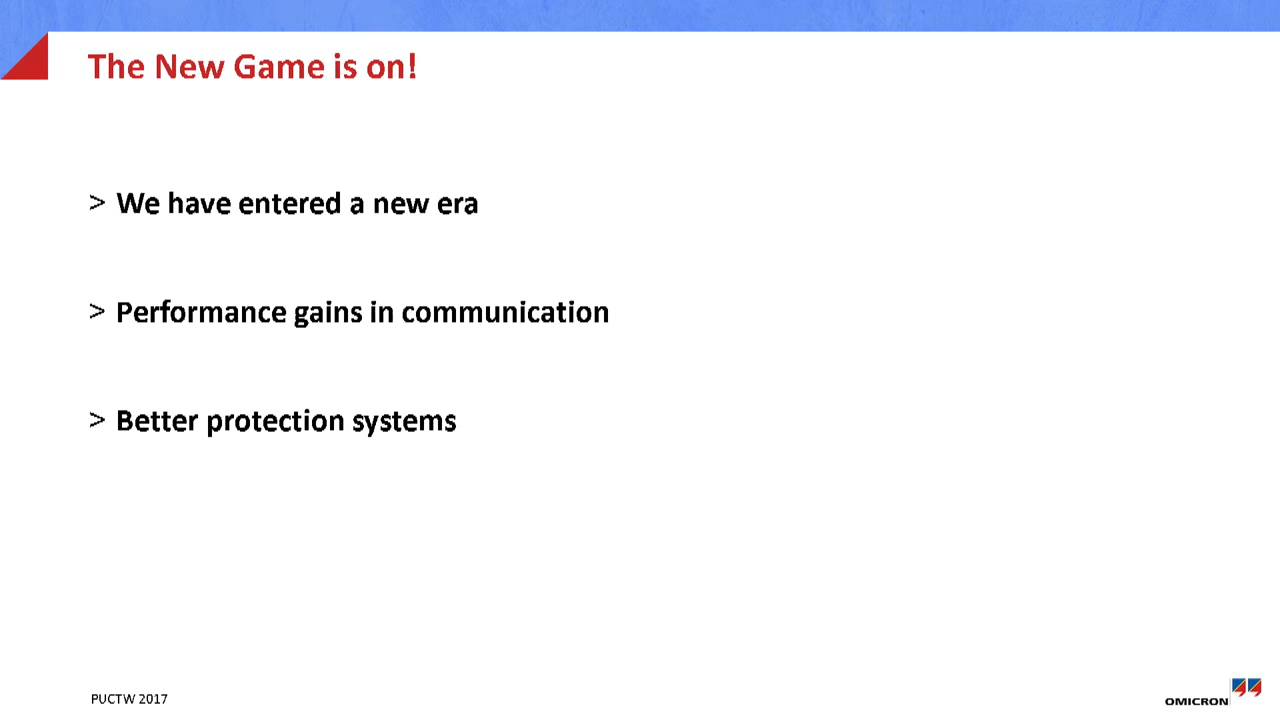 The New Game is on!
> We have entered a new era
> Performance gains in communication
> Better protection systems
PUCTW 2017
OMICRON